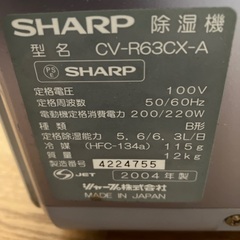 SHARP 除湿機
型名 CV-R63CX-A
PS E SHARP
定格電圧 100V
定格周波数 50/60Hz
電動機定格消費電力 200/220W
種類 B形
定格除湿能力 5,6/6,3L/日
冷媒 (HFC-134a) 115g
質量 12kg
製造番号 4224755
JET 2004年製
シャープ株式会社
MADE IN JAPAN